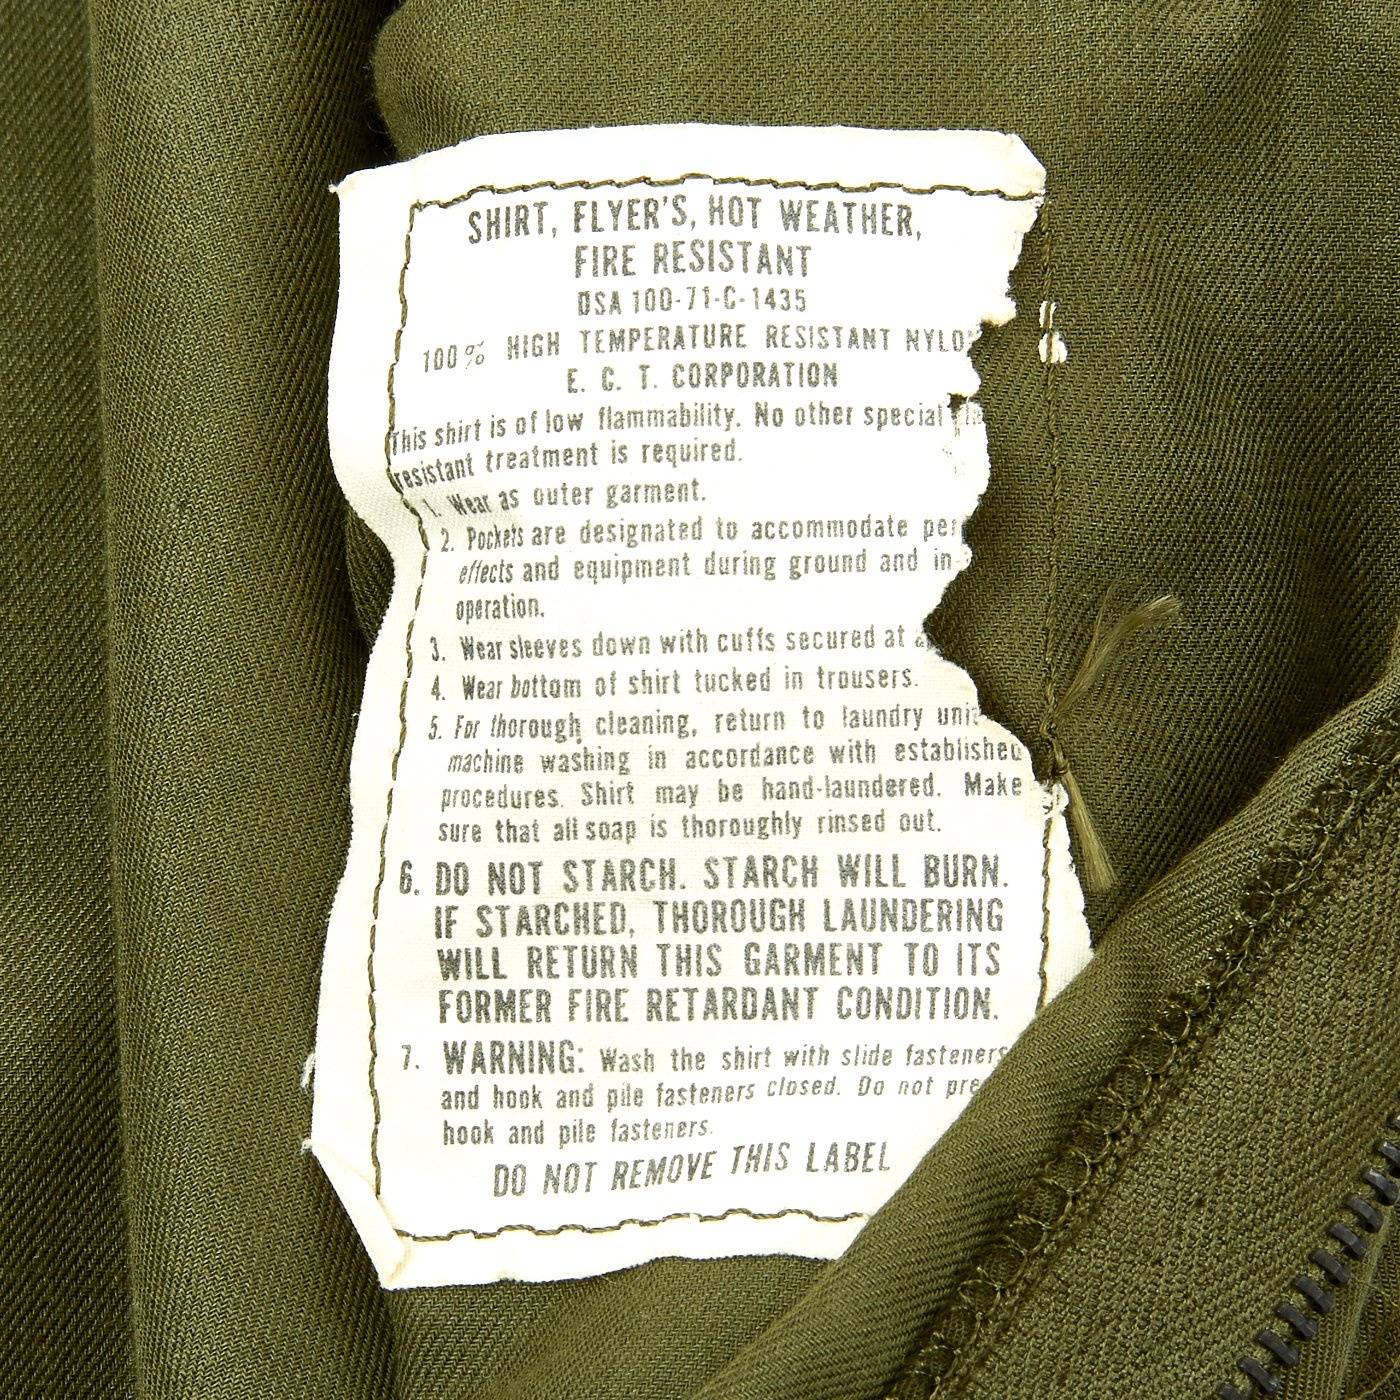 SHIRT, FLYER'S, HOT WEATHER,
FIRE RESISTANT
DSA 100-71-C-1435
100% HIGH TEMPERATURE RESISTANT NYLO
E. C. T. CORPORATION
This shirt is of low flammability. No other special
resistant treatment is required.
1. Wear as outer garment.
2. Pockets are designated to accommodate
effects and equipment during ground and in-
operation.
3. Wear sleeves down with cuffs secured at
4. Wear bottom of shirt tucked in trousers.
5. For thorough cleaning, return to laundry unit
machine washing in accordance with established
procedures. Shirt may be hand-laundered. Make
sure that all soap is thoroughly rinsed out.
6. DO NOT STARCH. STARCH WILL BURN.
IF STARCHED, THOROUGH LAUNDERING
WILL RETURN THIS GARMENT TO ITS
FORMER FIRE RETARDANT CONDITION.
7. WARNING: Wash the shirt with slide fasteners
and hook and pile fasteners closed. Do not pre
hook and pile fasteners.
DO NOT REMOVE THIS LABEL